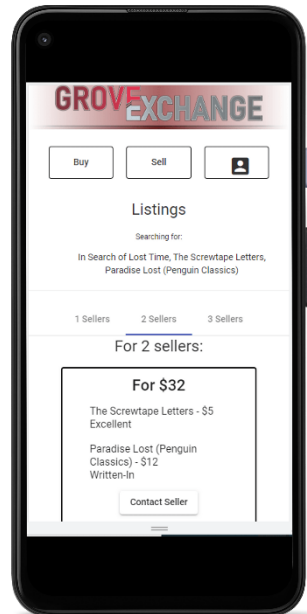 GROVE
EXCHANGE
Buy
Sell
Listings
Searching for:
In Search of Lost Time, The Screwtape Letters,
Paradise Lost (Penguin Classics)
1 Sellers
2 Sellers
3 Sellers
For 2 sellers:
For $32
The Screwtape Letters - $5
Excellent
Paradise Lost (Penguin
Classics) - $12
Written-In
Contact Seller